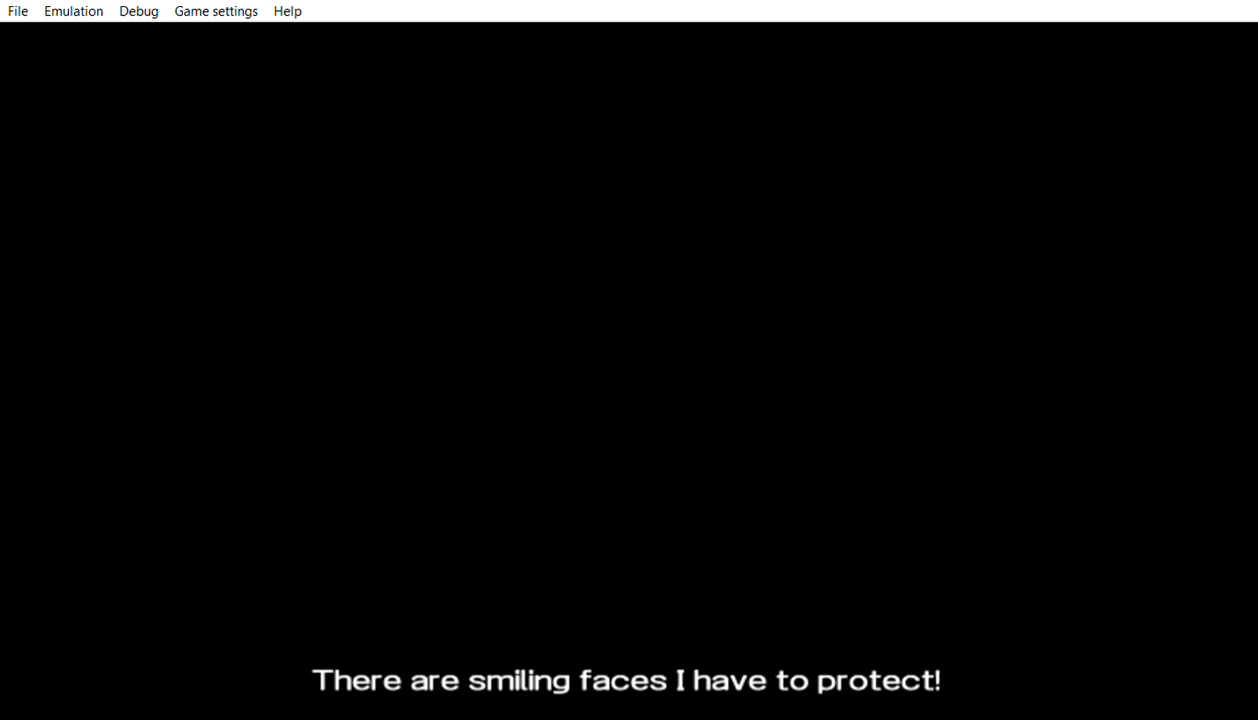 File Emulation Debug Game settings Help
There are smiling faces I have to protect!